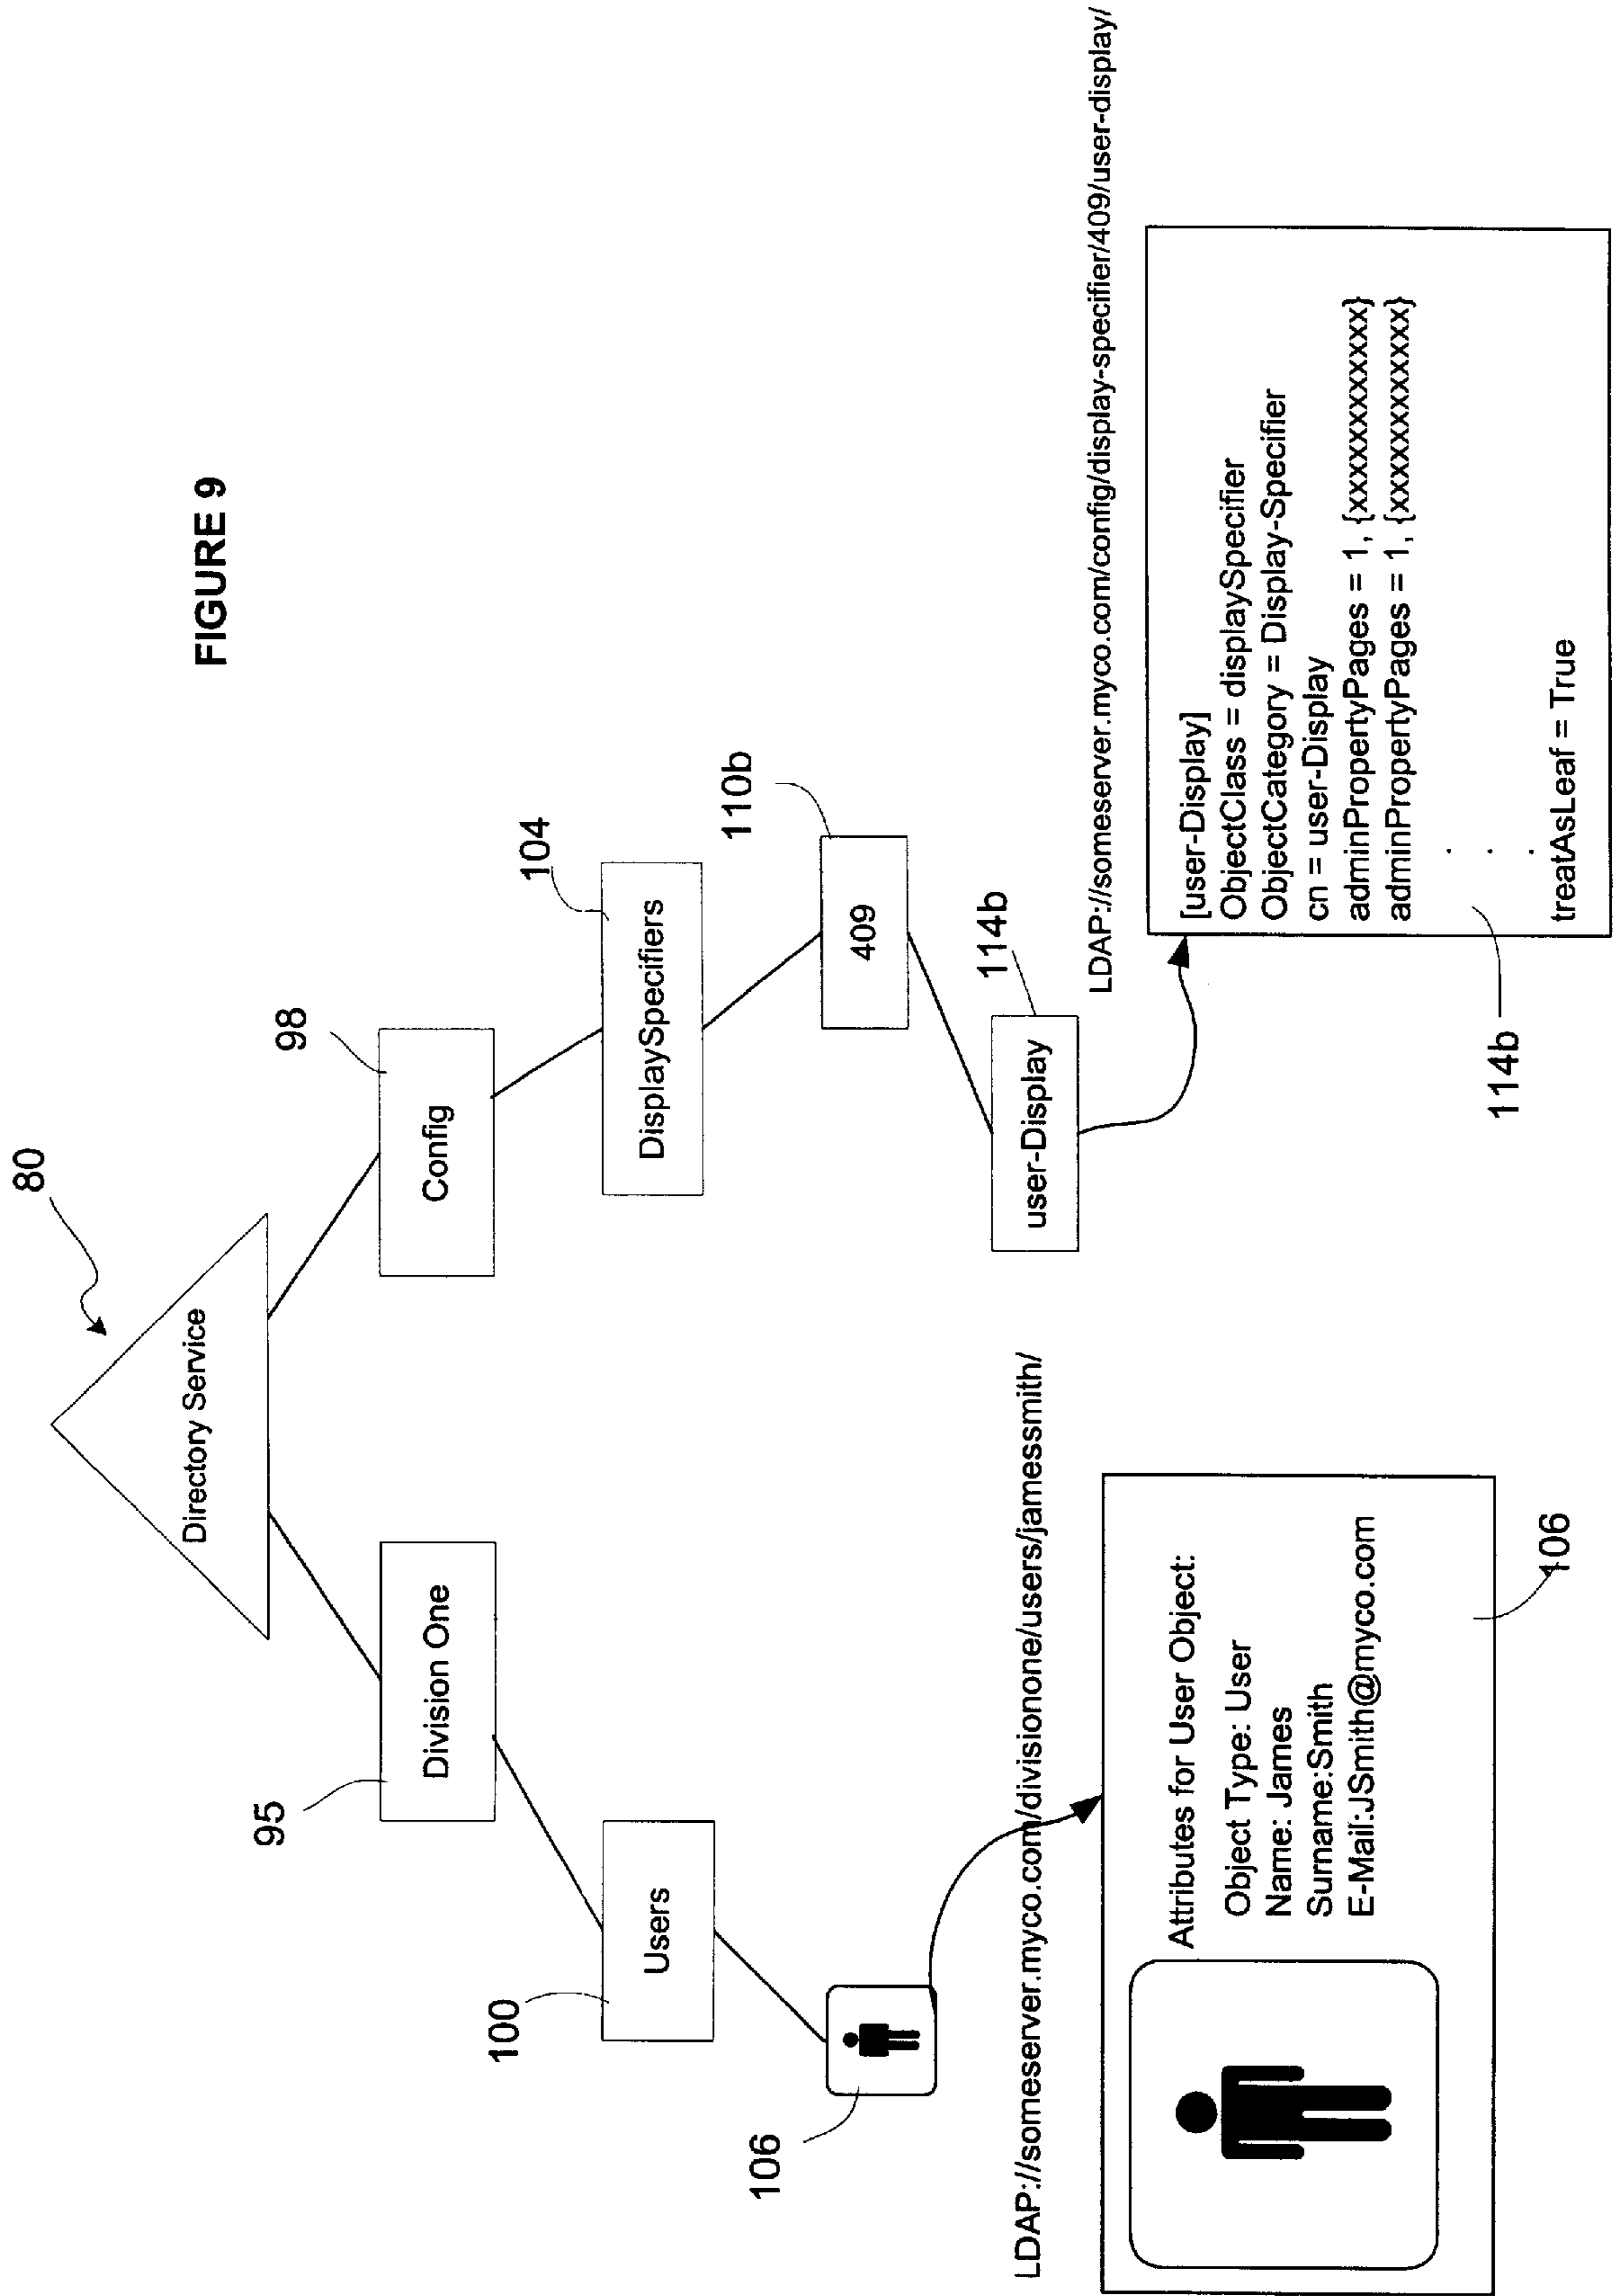 FIGURE 9
80
Directory Service
95
Division One
98
Config
100
Users
104
DisplaySpecifiers
106
110b
409
114b
user-Display
LDAP://someserver.myco.com/divisionone/users/jamessmith/
Attributes for User Object:
Object Type: User
Name: James
Surname:Smith
E-Mail:JSmith@myco.com
106
LDAP://someserver.myco.com/config/display-specifier/409/user-display/
[user-Display]
ObjectClass = displaySpecifier
ObjectCategory = Display-Specifier
cn = user-Display
adminPropertyPages = 1, {xxxxxxxxxxx}
adminPropertyPages = 1, {xxxxxxxxxxx}
.
.
.
treatAsLeaf = True
114b